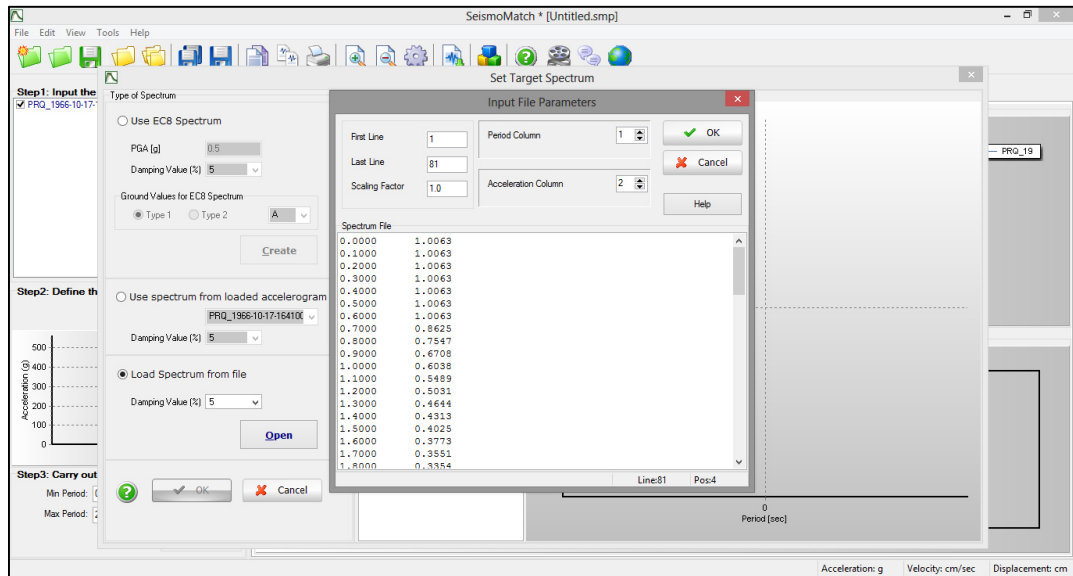 SeismoMatch * [Untitled.smp]
File Edit View Tools Help
Set Target Spectrum
Step1: Input the
PRQ_1966-10-17-1
Type of Spectrum
Use EC8 Spectrum
PGA (g) 0.5
Damping Value (%) 5
Ground Values for EC8 Spectrum
Type 1 Type 2 A
Create
Step2: Define th
Use spectrum from loaded accelerogram
PRQ_1966-10-17-164100
Damping Value (%) 5
Load Spectrum from file
Damping Value (%) 5
Open
500
400
300
200
100
0
Acceleration (g)
Step3: Carry out
Min Period:
Max Period: 2
OK Cancel
Input File Parameters
First Line 1 Period Column 1 OK
Last Line 81 Cancel
Scaling Factor 1.0 Acceleration Column 2
Help
Spectrum File
0.0000 1.0063
0.1000 1.0063
0.2000 1.0063
0.3000 1.0063
0.4000 1.0063
0.5000 1.0063
0.6000 1.0063
0.7000 0.8625
0.8000 0.7547
0.9000 0.6708
1.0000 0.6038
1.1000 0.5489
1.2000 0.5031
1.3000 0.4644
1.4000 0.4313
1.5000 0.4025
1.6000 0.3773
1.7000 0.3551
1.8000 0.3354
Line:81 Pos:4
PRQ_19
0
Period [sec]
Acceleration: g Velocity: cm/sec Displacement: cm